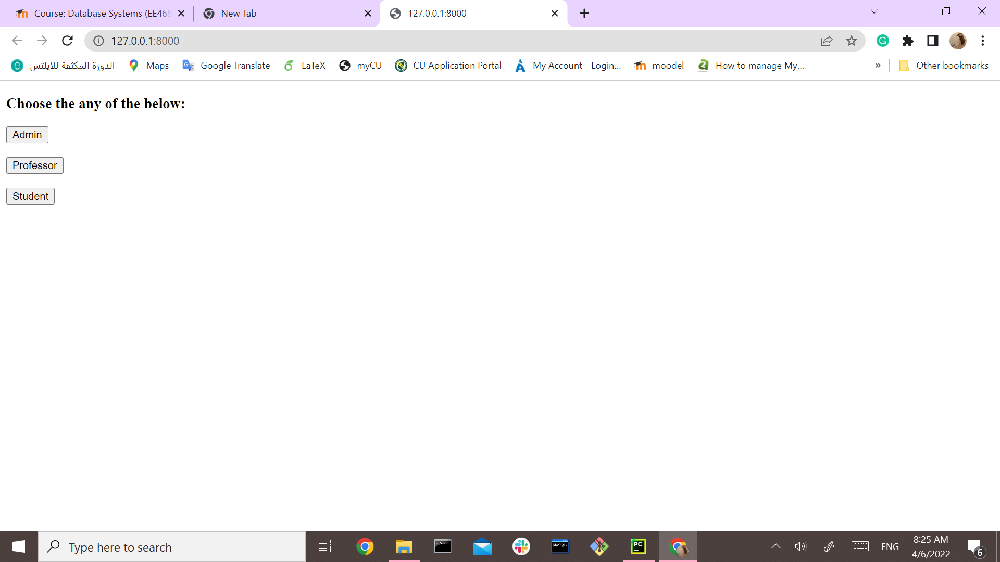 Course: Database Systems (EE468
New Tab
127.0.0.1:8000
127.0.0.1:8000
الدورة المكثفة للايلتس
Maps
Google Translate
LaTeX
myCU
CU Application Portal
My Account - Login...
moodel
How to manage My...
»
Other bookmarks
Choose the any of the below:
Admin
Professor
Student
Type here to search
C:\
MySQL>
PC
ENG
8:25 AM
4/6/2022
6